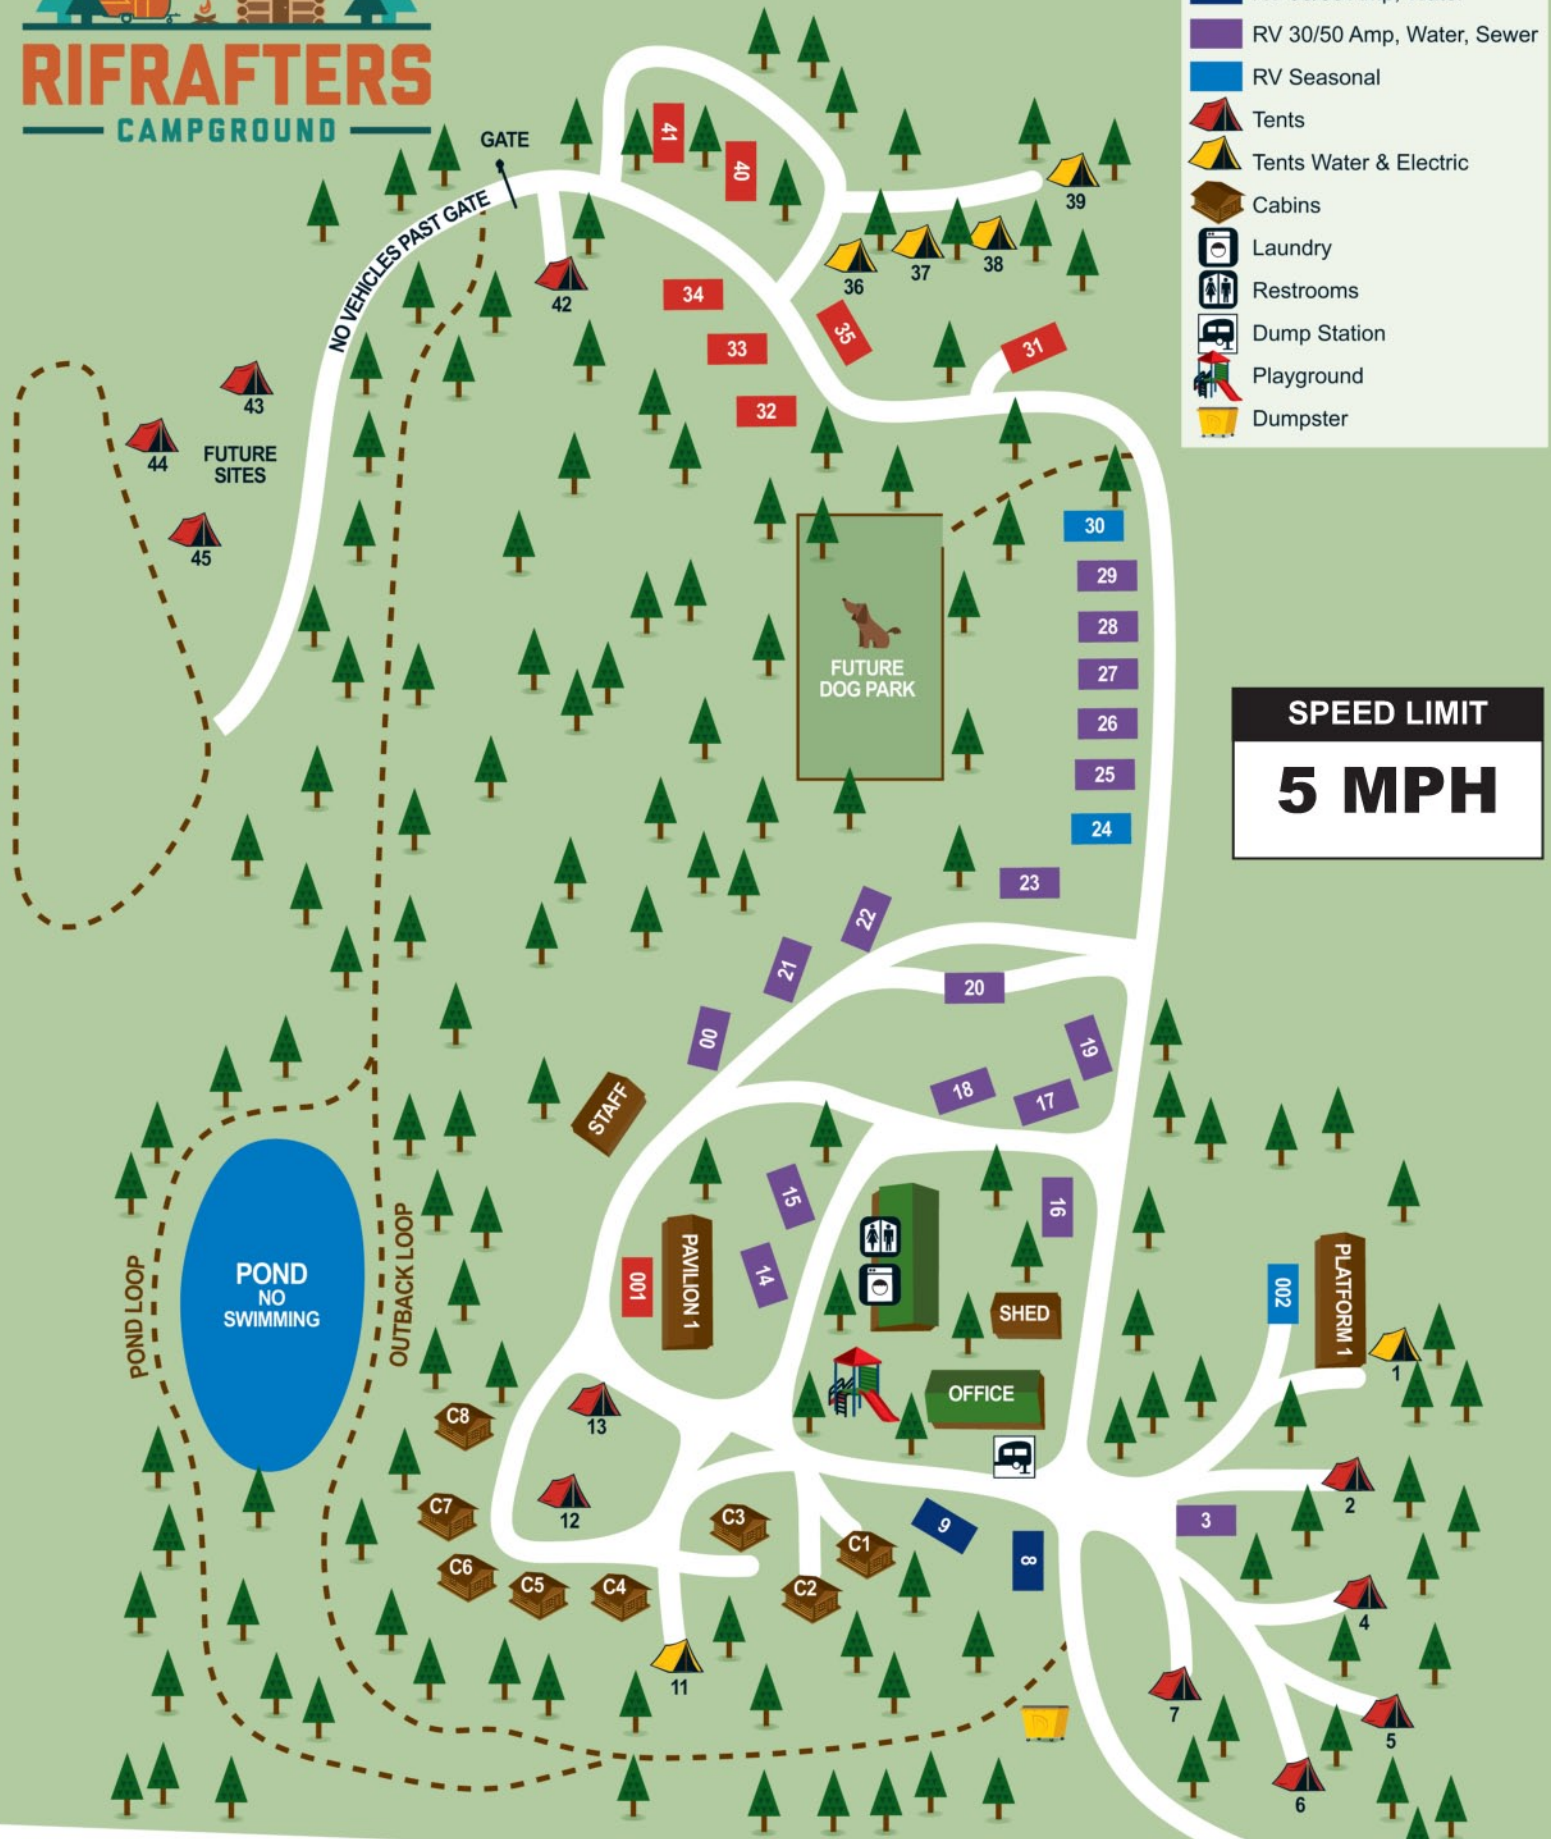 RIFRAFTERS
CAMPGROUND
RV 30/50 Amp, Water, Sewer
RV Seasonal
Tents
Tents Water & Electric
Cabins
Laundry
Restrooms
Dump Station
Playground
Dumpster
GATE
NO VEHICLES PAST GATE
41
40
39
38
37
36
42
34
35
33
31
32
43
44
FUTURE
SITES
45
30
29
28
27
26
25
24
FUTURE
DOG PARK
SPEED LIMIT
5 MPH
23
22
21
20
00
19
18
17
STAFF
16
15
14
PAVILION 1
001
SHED
OFFICE
002
PLATFORM 1
1
POND
NO
SWIMMING
POND LOOP
OUTBACK LOOP
13
12
C8
C7
C6
C5
C4
C3
C2
C1
11
9
8
3
2
4
5
7
6